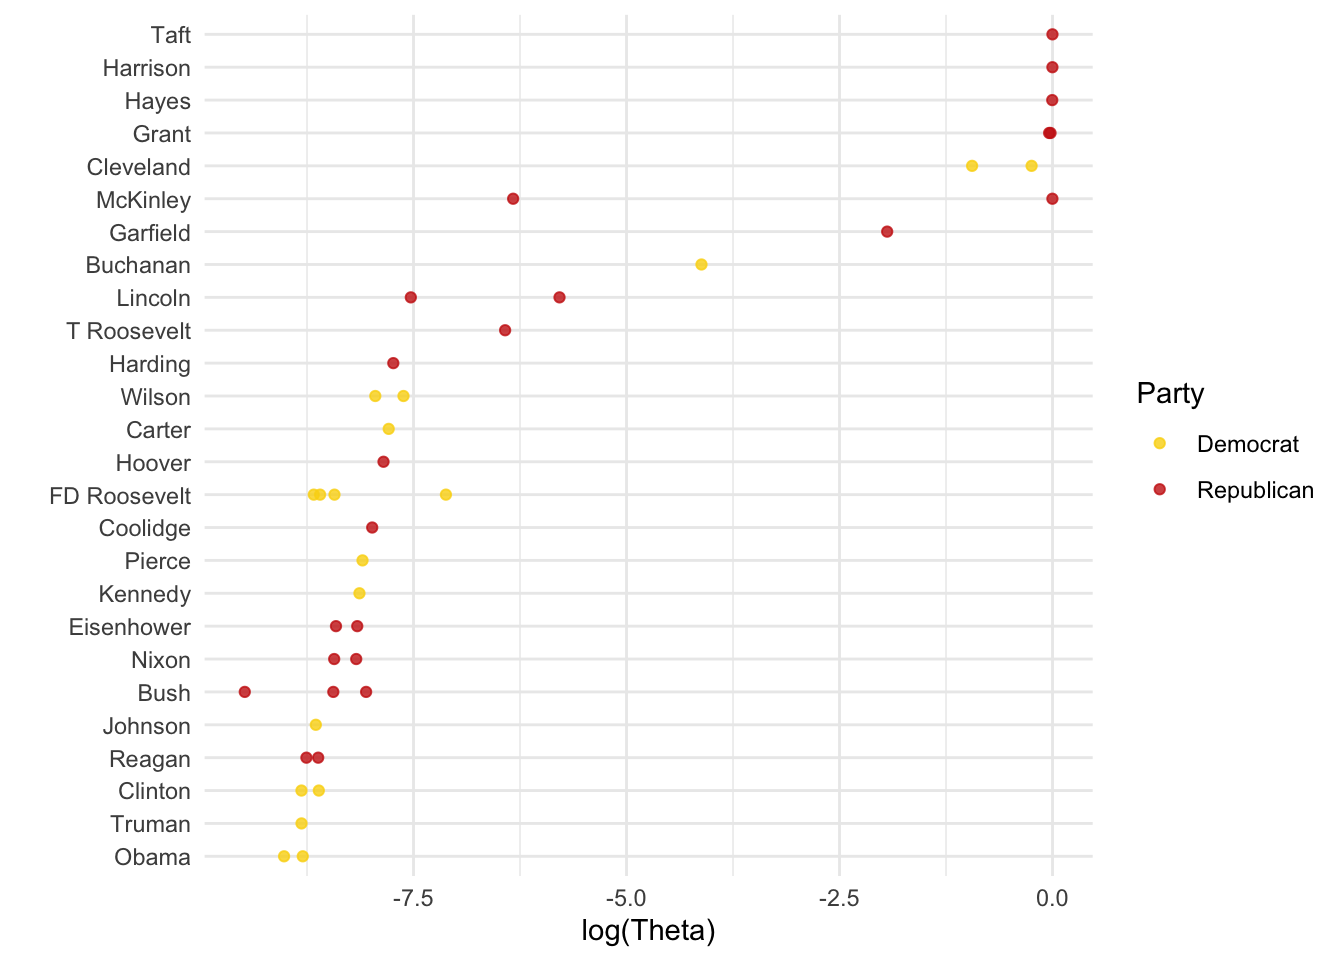 Taft
Harrison
Hayes
Grant
Cleveland
McKinley
Garfield
Buchanan
Lincoln
T Roosevelt
Harding
Wilson
Carter
Hoover
FD Roosevelt
Coolidge
Pierce
Kennedy
Eisenhower
Nixon
Bush
Johnson
Reagan
Clinton
Truman
Obama
-7.5 -5.0 -2.5 0.0
log(Theta)
Party
Democrat
Republican